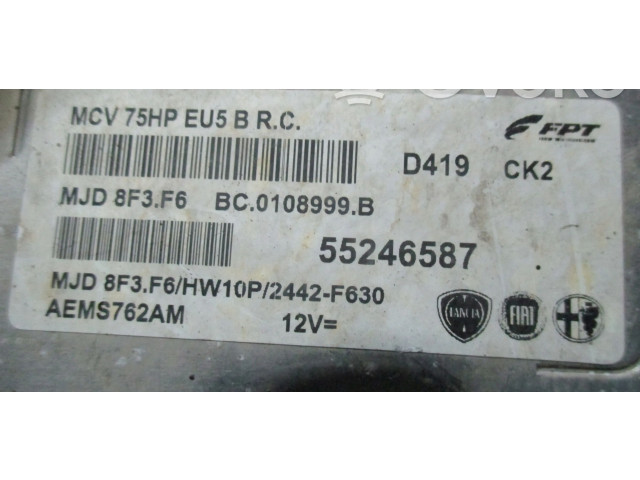 MCV 75HP EU5 B R.C.
FPT
D419 CK2
MJD 8F3.F6 BC.0108999.B
55246587
MJD 8F3.F6/HW10P/2442-F630
AEMS762AM 12V=
LANCIA FIAT